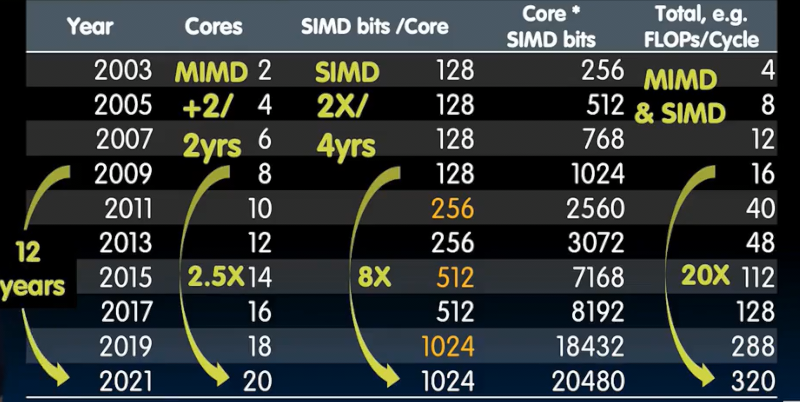 Year Cores SIMD bits /Core Core * SIMD bits Total, e.g. FLOPs/Cycle
2003 MIMD 2 SIMD 128 256 MIMD 4
2005 +2/ 4 2X/ 128 512 & SIMD 8
2007 2yrs 6 4yrs 128 768 12
2009 8 128 1024 16
2011 10 256 2560 40
12 2013 12 256 3072 48
years 2015 2.5X 14 8X 512 7168 20X 112
2017 16 512 8192 128
2019 18 1024 18432 288
2021 20 1024 20480 320